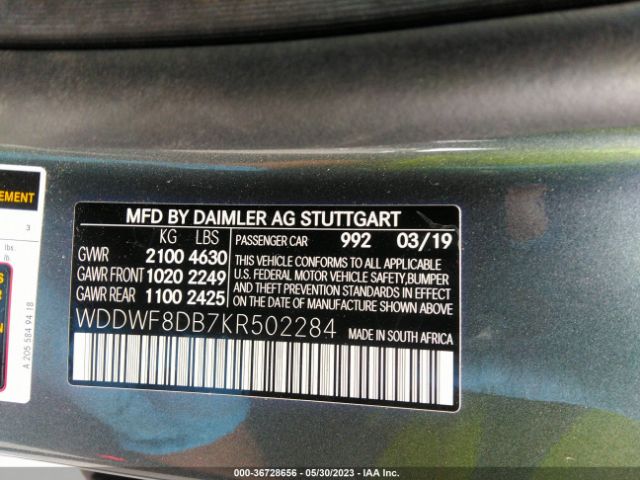 MFD BY DAIMLER AG STUTTGART
KG LBS
GVWR 2100 4630
GAWR FRONT 1020 2249
GAWR REAR 1100 2425
PASSENGER CAR 992 03/19
THIS VEHICLE CONFORMS TO ALL APPLICABLE
U.S. FEDERAL MOTOR VEHICLE SAFETY,BUMPER
AND THEFT PREVENTION STANDARDS IN EFFECT
ON THE DATE OF MANUFACTURE SHOWN ABOVE
WDDWF8DB7KR502284 MADE IN SOUTH AFRICA
EMENT
3
lbs
lb.
A 205 584 94 18
000-36728656 — 05/30/2023 — IAA Inc.